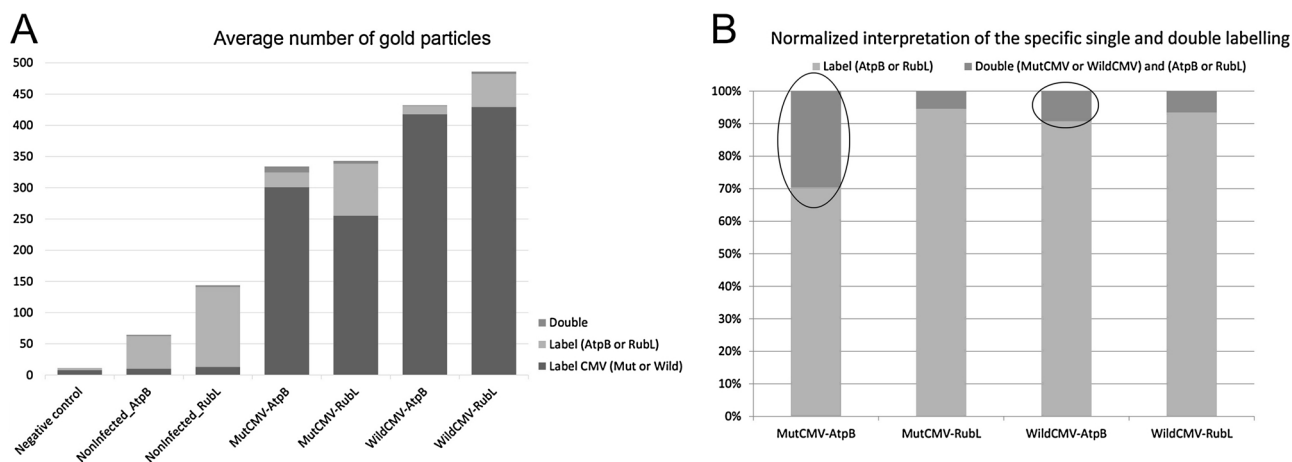 A
Average number of gold particles
500
450
400
350
300
250
200
150
100
50
0
Negative control
NonInfected_AtpB
NonInfected_RubL
MutCMV-AtpB
MutCMV-RubL
WildCMV-AtpB
WildCMV-RubL
Double
Label (AtpB or RubL)
Label CMV (Mut or Wild)
B
Normalized interpretation of the specific single and double labelling
Label (AtpB or RubL) Double (MutCMV or WildCMV) and (AtpB or RubL)
100%
90%
80%
70%
60%
50%
40%
30%
20%
10%
0%
MutCMV-AtpB MutCMV-RubL WildCMV-AtpB WildCMV-RubL